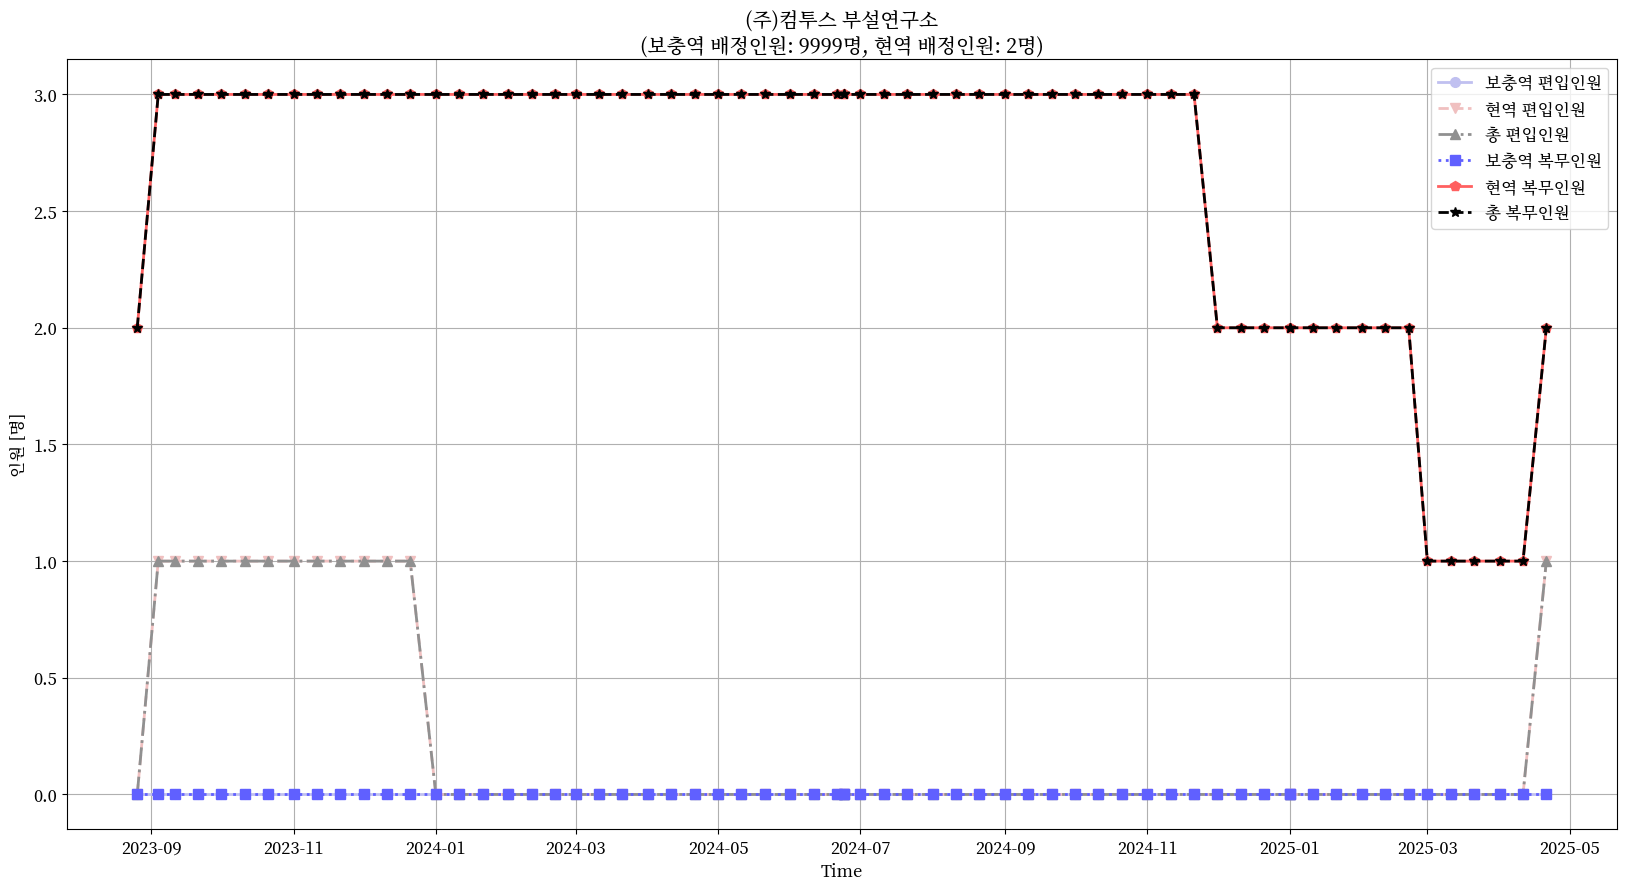 (주)컴투스 부설연구소
(보충역 배정인원: 9999명, 현역 배정인원: 2명)
보충역 편입인원
현역 편입인원
총 편입인원
보충역 복무인원
현역 복무인원
총 복무인원
3.0
2.5
2.0
1.5
1.0
0.5
0.0
인원 [명]
2023-09
2023-11
2024-01
2024-03
2024-05
2024-07
2024-09
2024-11
2025-01
2025-03
2025-05
Time